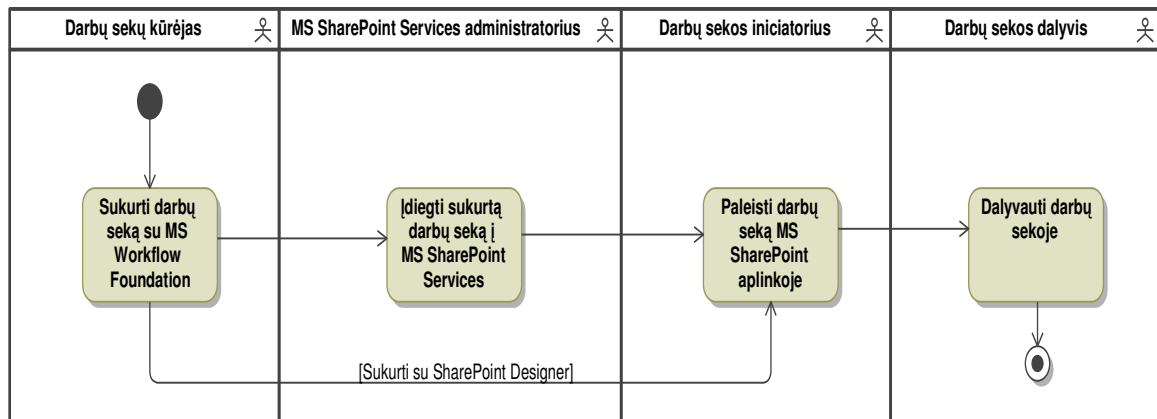 Darbų sekų kūrėjas
MS SharePoint Services administratorius
Darbų sekos iniciatorius
Darbų sekos dalyvis
Sukurti darbų
seką su MS
Workflow
Foundation
Įdiegti sukurtą
darbų seką į
MS SharePoint
Services
Paleisti darbų
seką MS
SharePoint
aplinkoje
Dalyvauti darbų
sekoje
[Sukurti su SharePoint Designer]